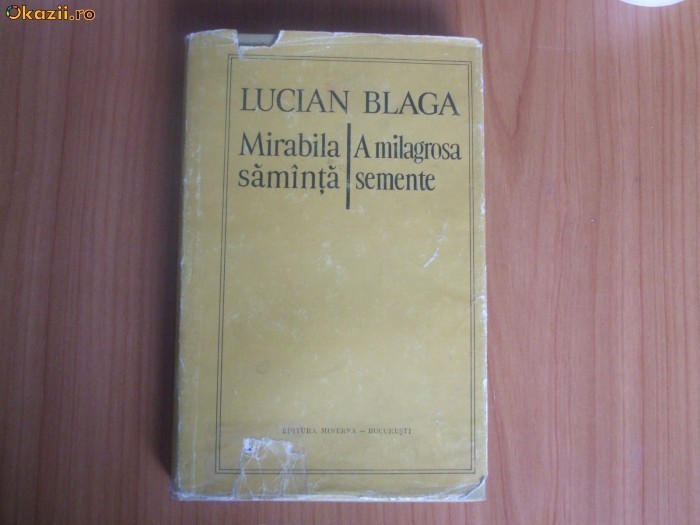 Okazii.ro
LUCIAN BLAGA
Mirabila
sămînță
A milagrosa
semente
EDITURA MINERVA – BUCUREȘTI